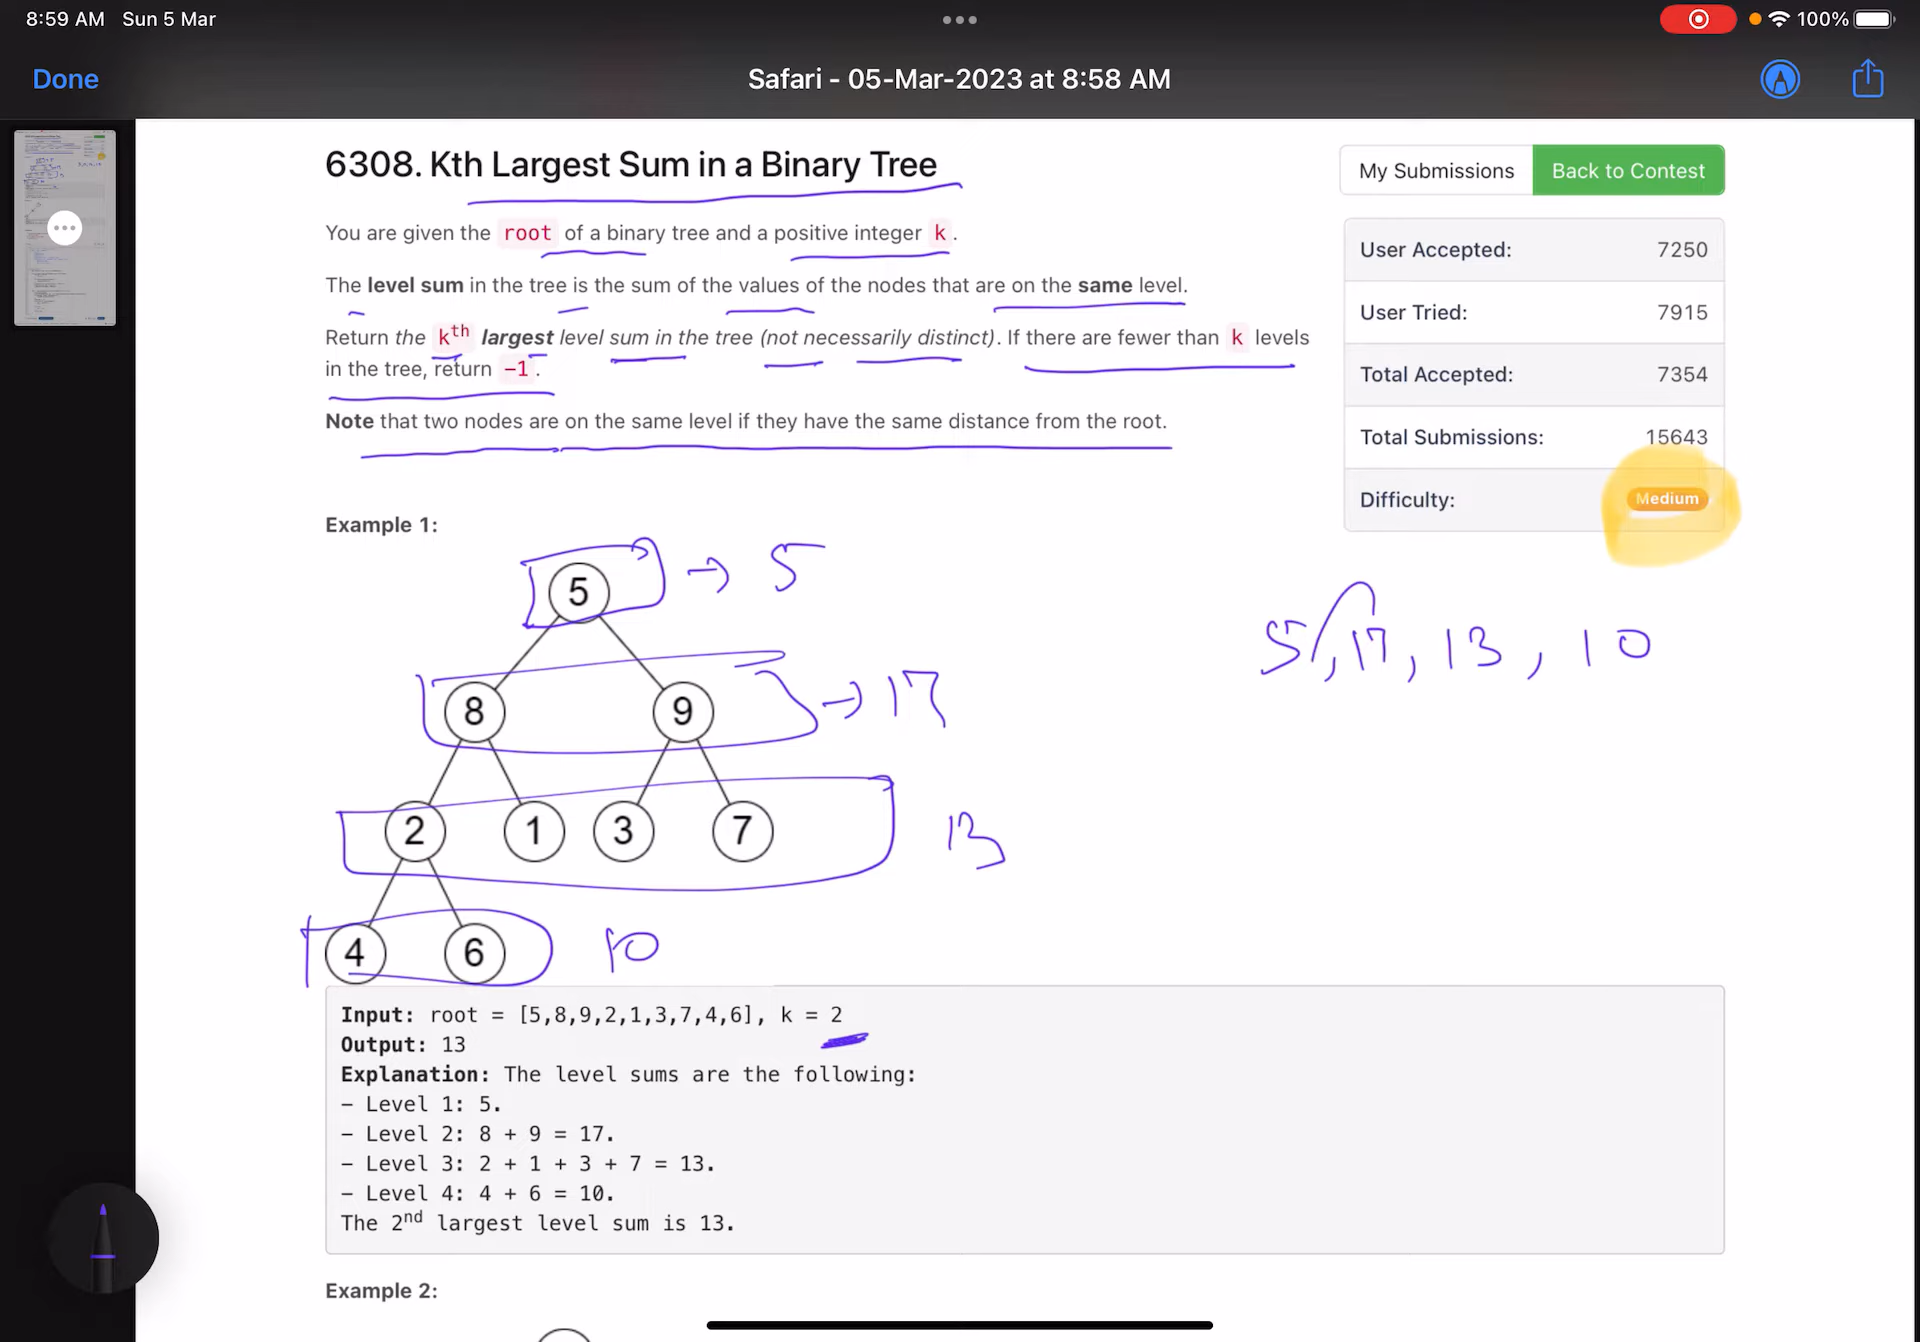 8:59 AM Sun 5 Mar
100%
Done
Safari - 05-Mar-2023 at 8:58 AM
6308. Kth Largest Sum in a Binary Tree
My Submissions
Back to Contest
You are given the root of a binary tree and a positive integer k .
The level sum in the tree is the sum of the values of the nodes that are on the same level.
Return the kth largest level sum in the tree (not necessarily distinct). If there are fewer than k levels
in the tree, return -1 .
Note that two nodes are on the same level if they have the same distance from the root.
User Accepted: 7250
User Tried: 7915
Total Accepted: 7354
Total Submissions: 15643
Difficulty: Medium
Example 1:
5 → 5
5, 17, 13, 10
8 9 → 17
2 1 3 7 13
4 6 10
Input: root = [5,8,9,2,1,3,7,4,6], k = 2
Output: 13
Explanation: The level sums are the following:
- Level 1: 5.
- Level 2: 8 + 9 = 17.
- Level 3: 2 + 1 + 3 + 7 = 13.
- Level 4: 4 + 6 = 10.
The 2nd largest level sum is 13.
Example 2: